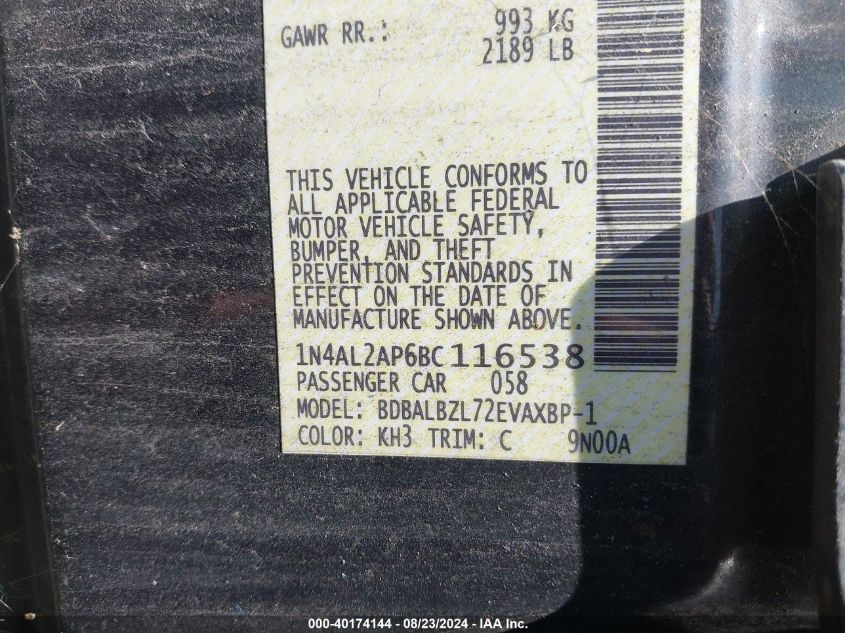 GAWR RR.: 993 KG
2189 LB
THIS VEHICLE CONFORMS TO
ALL APPLICABLE FEDERAL
MOTOR VEHICLE SAFETY,
BUMPER, AND THEFT
PREVENTION STANDARDS IN
EFFECT ON THE DATE OF
MANUFACTURE SHOWN ABOVE.
1N4AL2AP6BC116538
PASSENGER CAR 058
MODEL: BDBALBZL72EVAXBP-1
COLOR: KH3 TRIM: C 9N00A
000-40174144 - 08/23/2024 - IAA Inc.